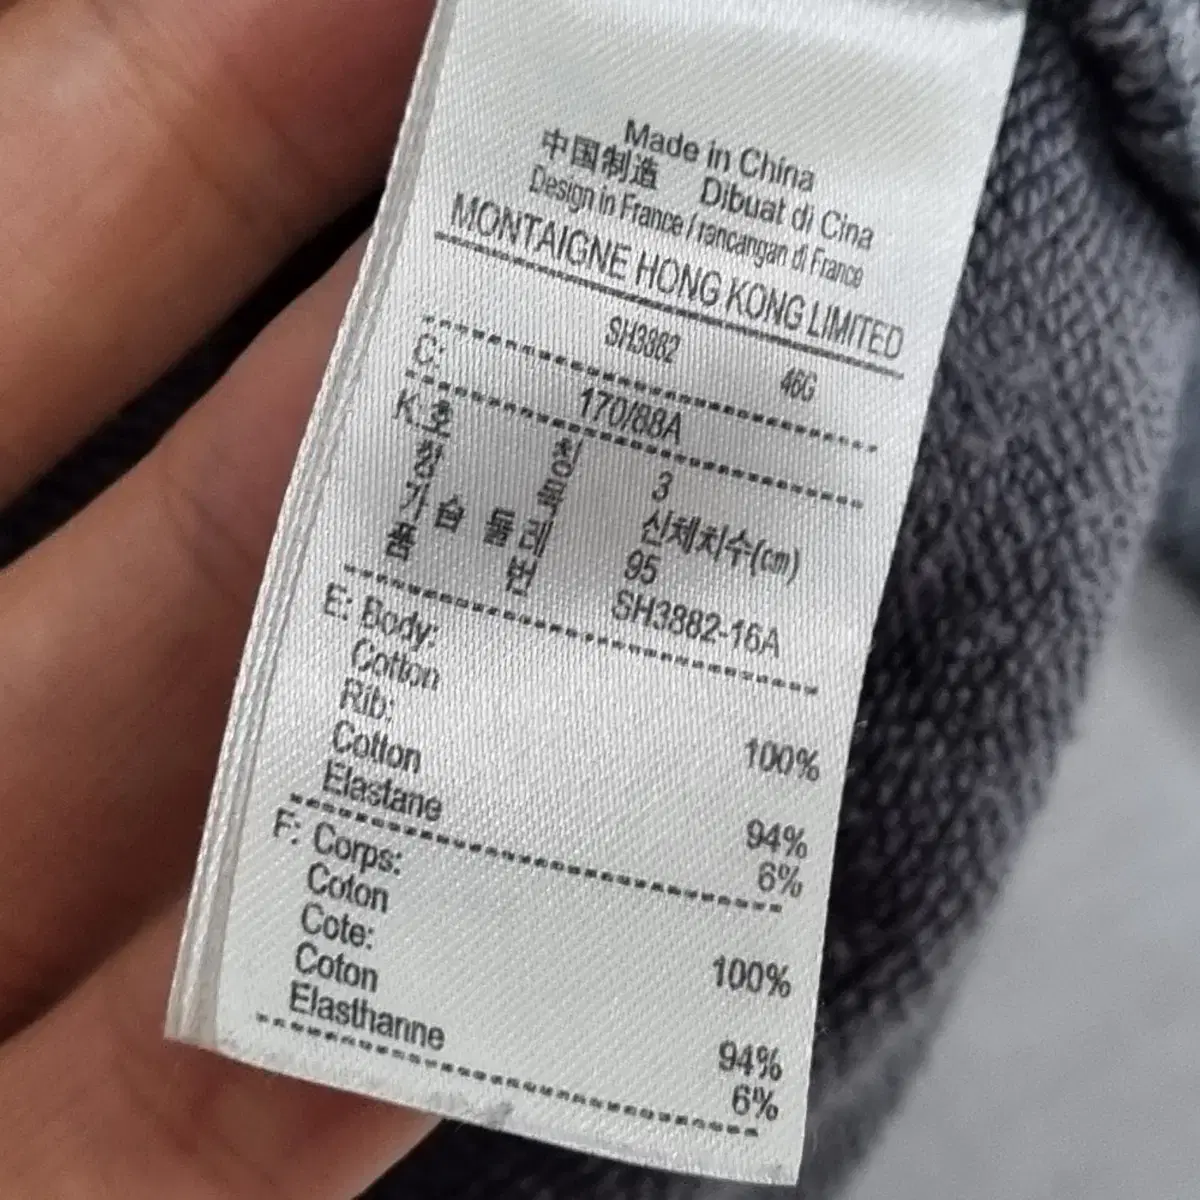 Made in China
中国制造 Dibuat di Cina
Design in France / rancangan di France
MONTAIGNE HONG KONG LIMITED
SH3882 46G
C: 170/88A
K: 호칭 3
신체치수(cm)
가슴둘레 95
품번 SH3882-16A
E: Body:
Cotton 100%
Rib:
Cotton 94%
Elastane 6%
F: Corps:
Coton 100%
Cote:
Coton 94%
Elasthanne 6%